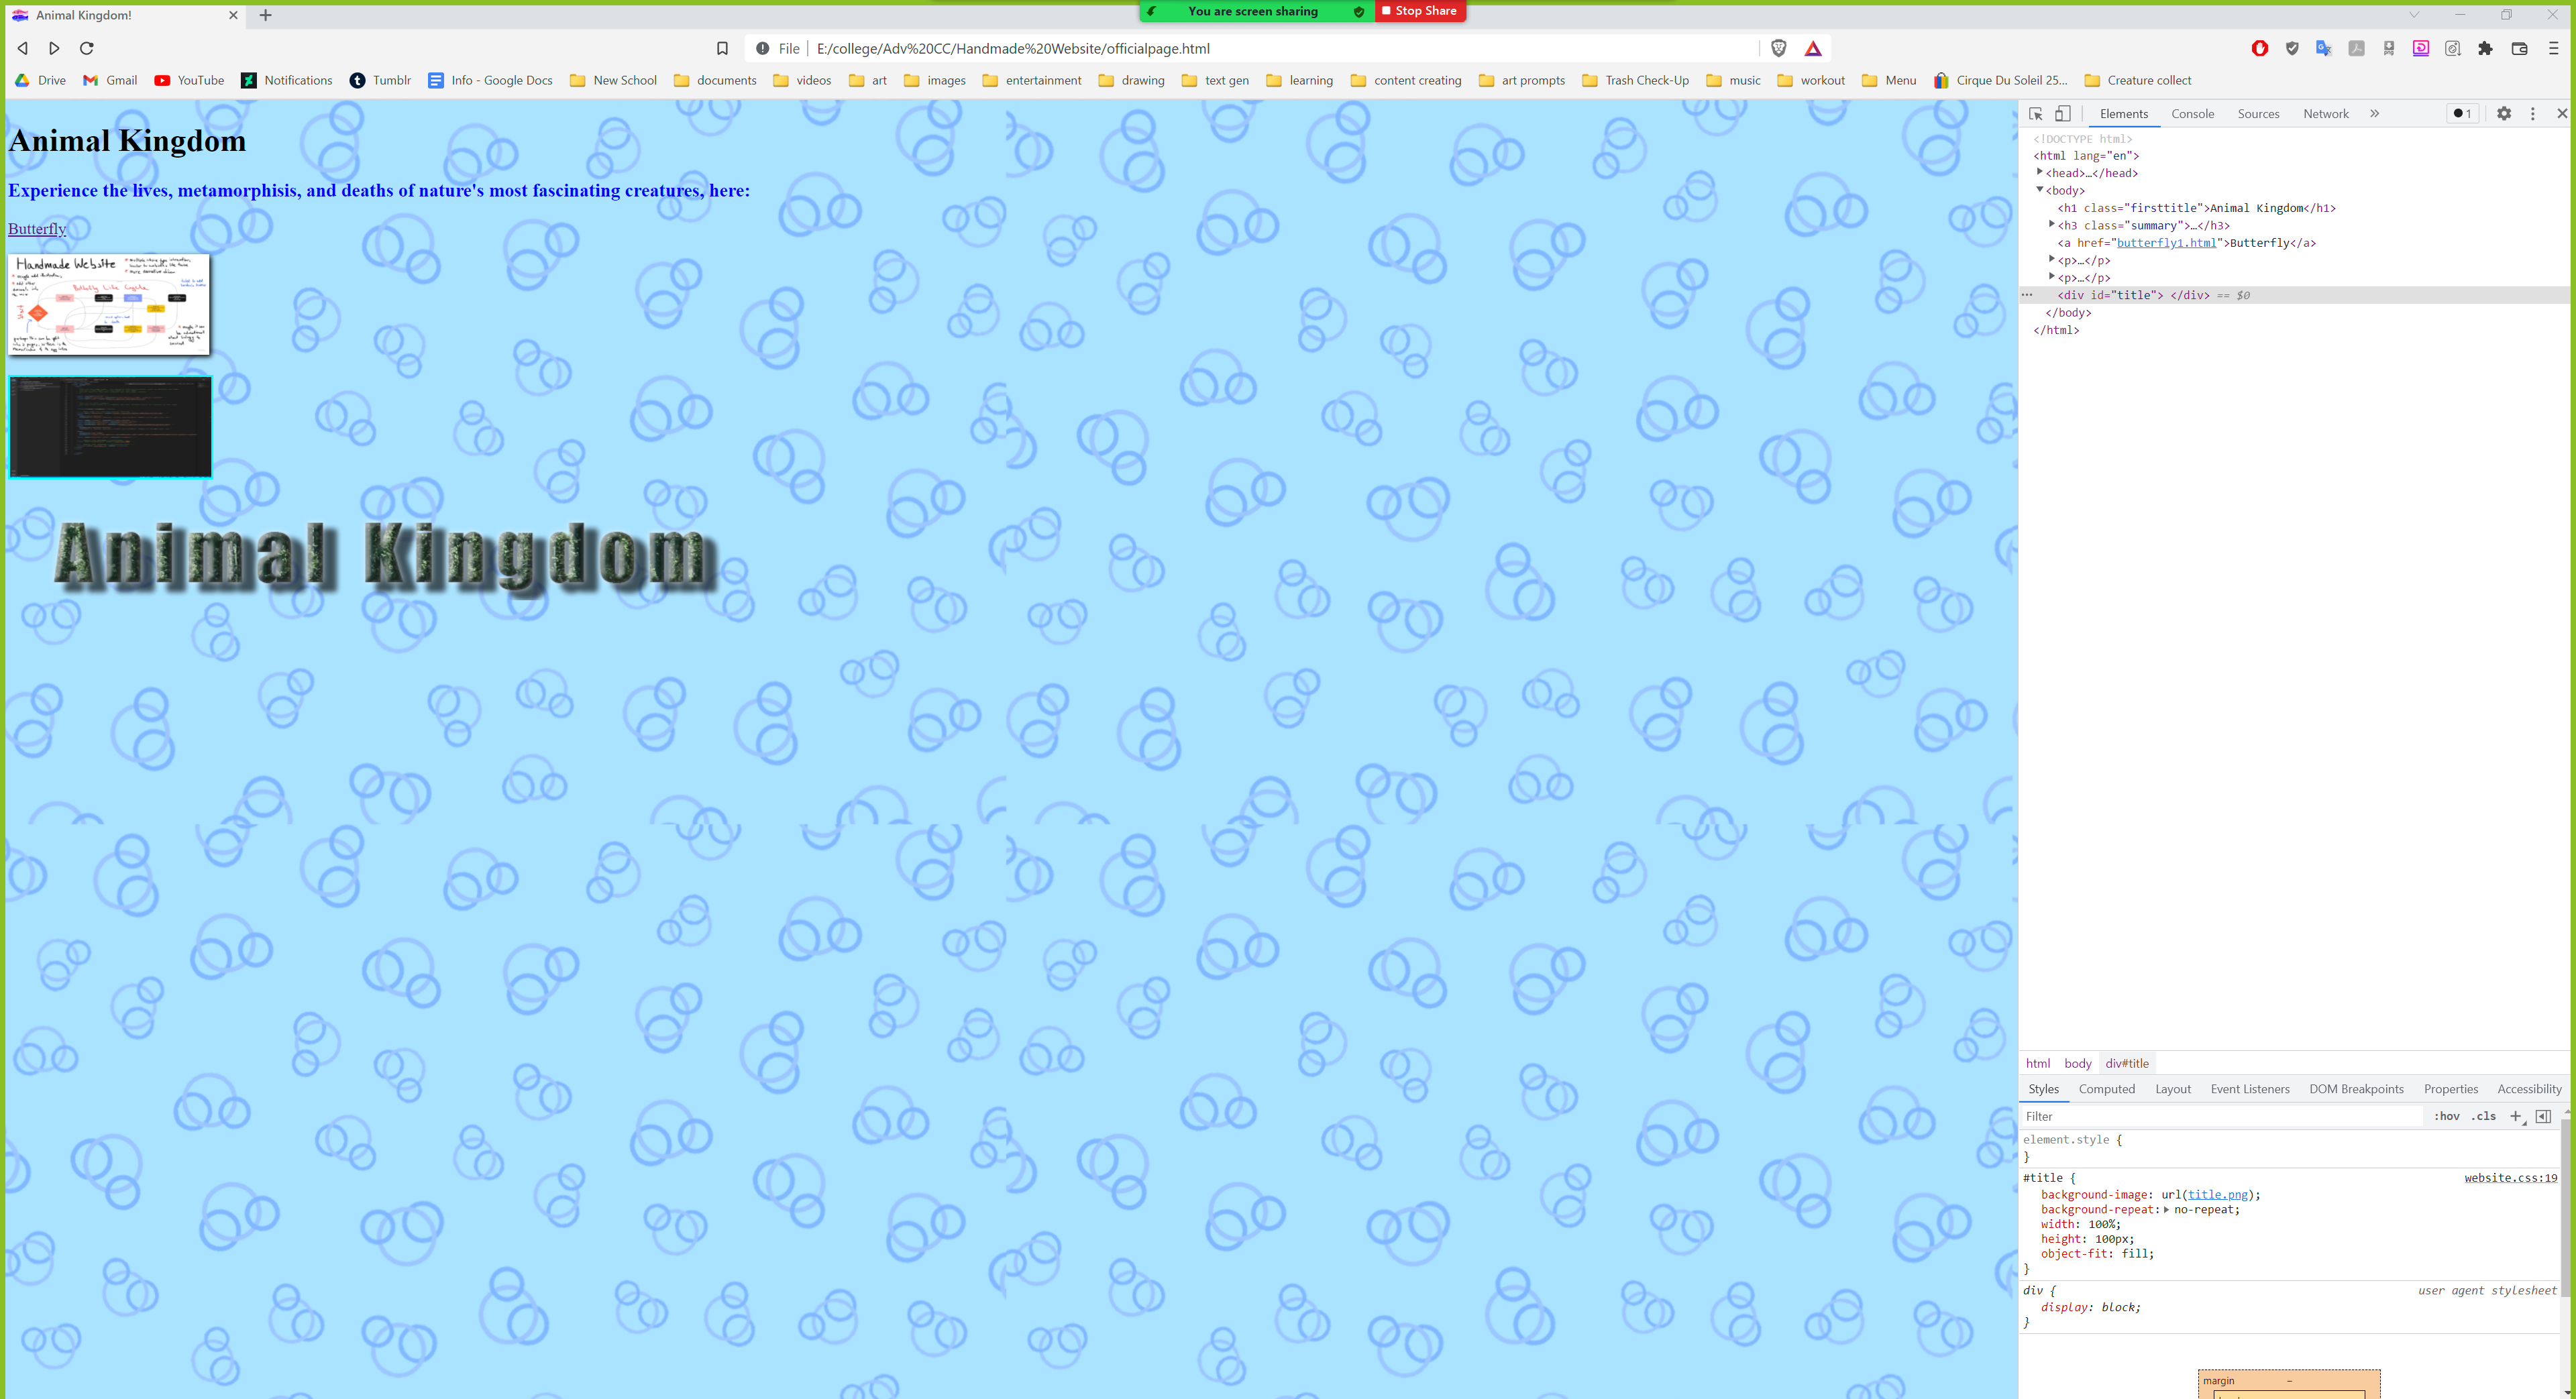 Animal Kingdom!
You are screen sharing
Stop Share
File E:/college/Adv%20CC/Handmade%20Website/officialpage.html
Drive Gmail YouTube Notifications Tumblr Info - Google Docs New School documents videos art images entertainment drawing text gen learning content creating art prompts Trash Check-Up music workout Menu Cirque Du Soleil 25... Creature collect
Animal Kingdom
Experience the lives, metamorphisis, and deaths of nature's most fascinating creatures, here:
Butterfly
Handmade Website
Animal Kingdom
Elements Console Sources Network » 1
<!DOCTYPE html>
<html lang="en">
<head>…</head>
<body>
<h1 class="firsttitle">Animal Kingdom</h1>
<h3 class="summary">…</h3>
<a href="butterfly1.html">Butterfly</a>
<p>…</p>
<p>…</p>
<div id="title"> </div> == $0
</body>
</html>
html body div#title
Styles Computed Layout Event Listeners DOM Breakpoints Properties Accessibility
Filter :hov .cls
element.style {
}
#title { website.css:19
background-image: url(title.png);
background-repeat: no-repeat;
width: 100%;
height: 100px;
object-fit: fill;
}
div { user agent stylesheet
display: block;
}
margin –